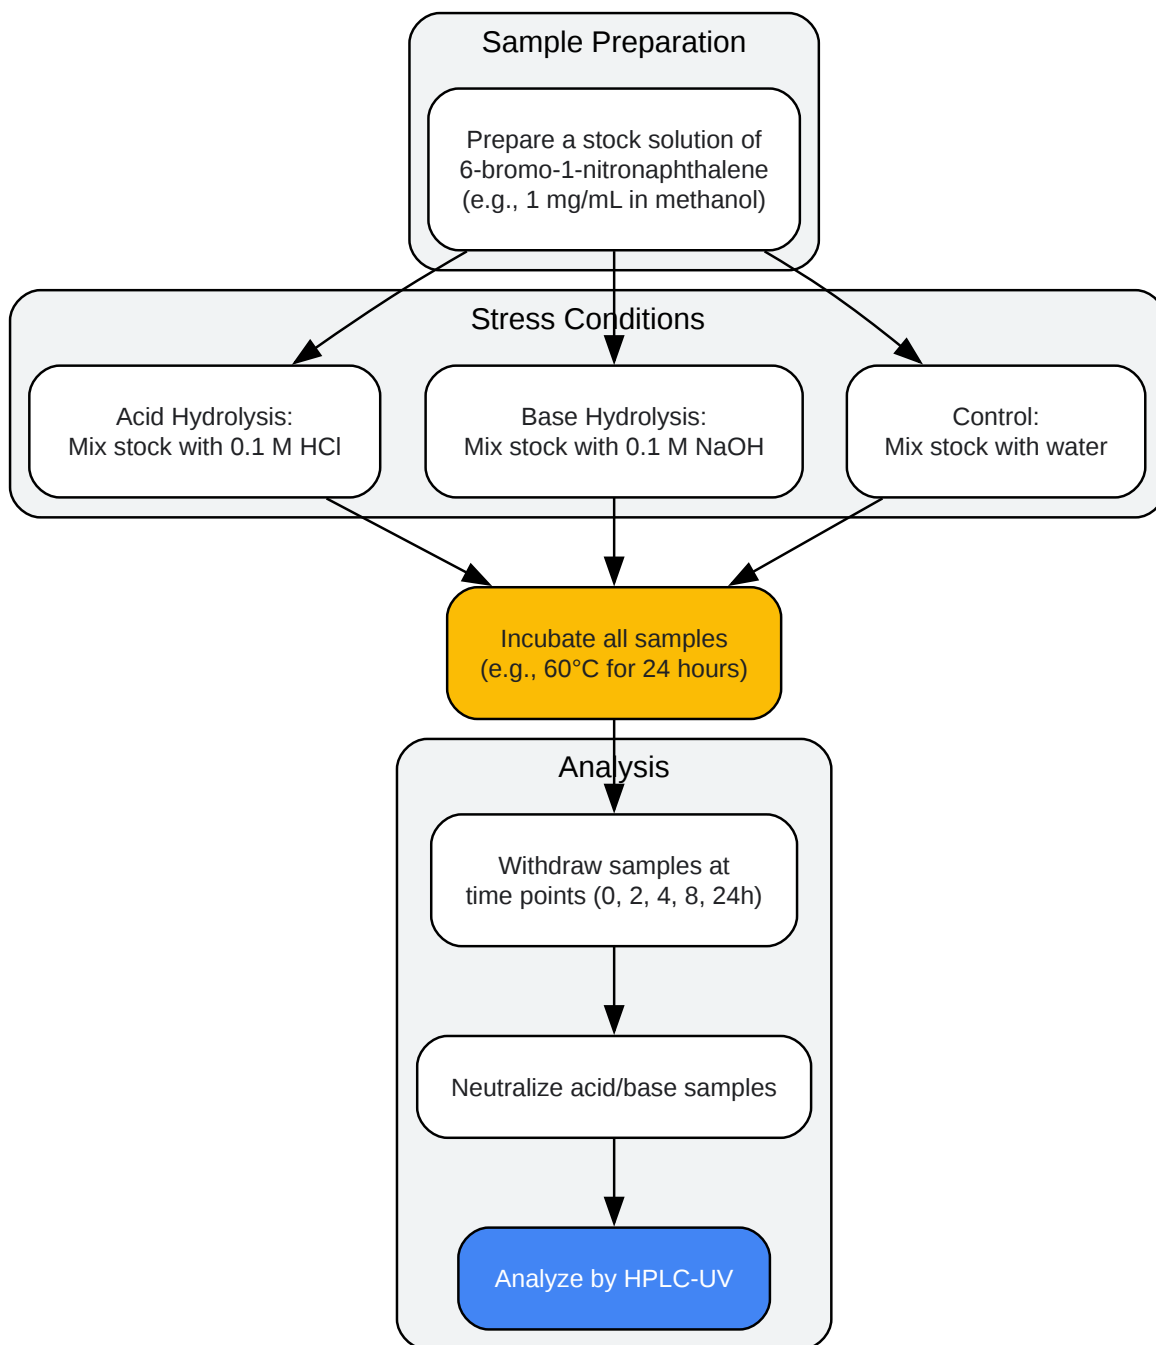 Sample Preparation
Prepare a stock solution of
6-bromo-1-nitronaphthalene
(e.g., 1 mg/mL in methanol)
Stress Conditions
Acid Hydrolysis:
Mix stock with 0.1 M HCl
Base Hydrolysis:
Mix stock with 0.1 M NaOH
Control:
Mix stock with water
Incubate all samples
(e.g., 60°C for 24 hours)
Analysis
Withdraw samples at
time points (0, 2, 4, 8, 24h)
Neutralize acid/base samples
Analyze by HPLC-UV